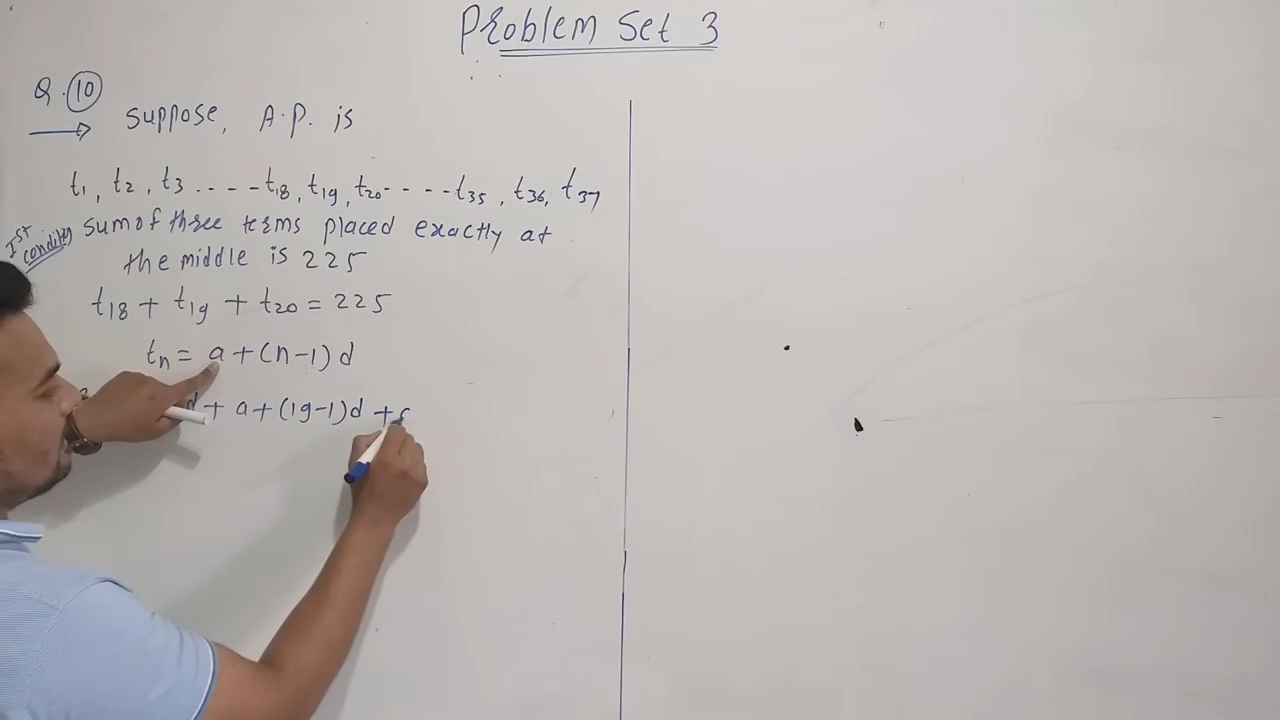 Problem Set 3
Q. 10
Suppose, A.P. is
t1, t2, t3 ---- t18, t19, t20 ---- t35, t36, t37
Ist condition
sum of three terms placed exactly at
the middle is 225
t18 + t19 + t20 = 225
tn = a + (n-1) d
d + a + (19-1)d +